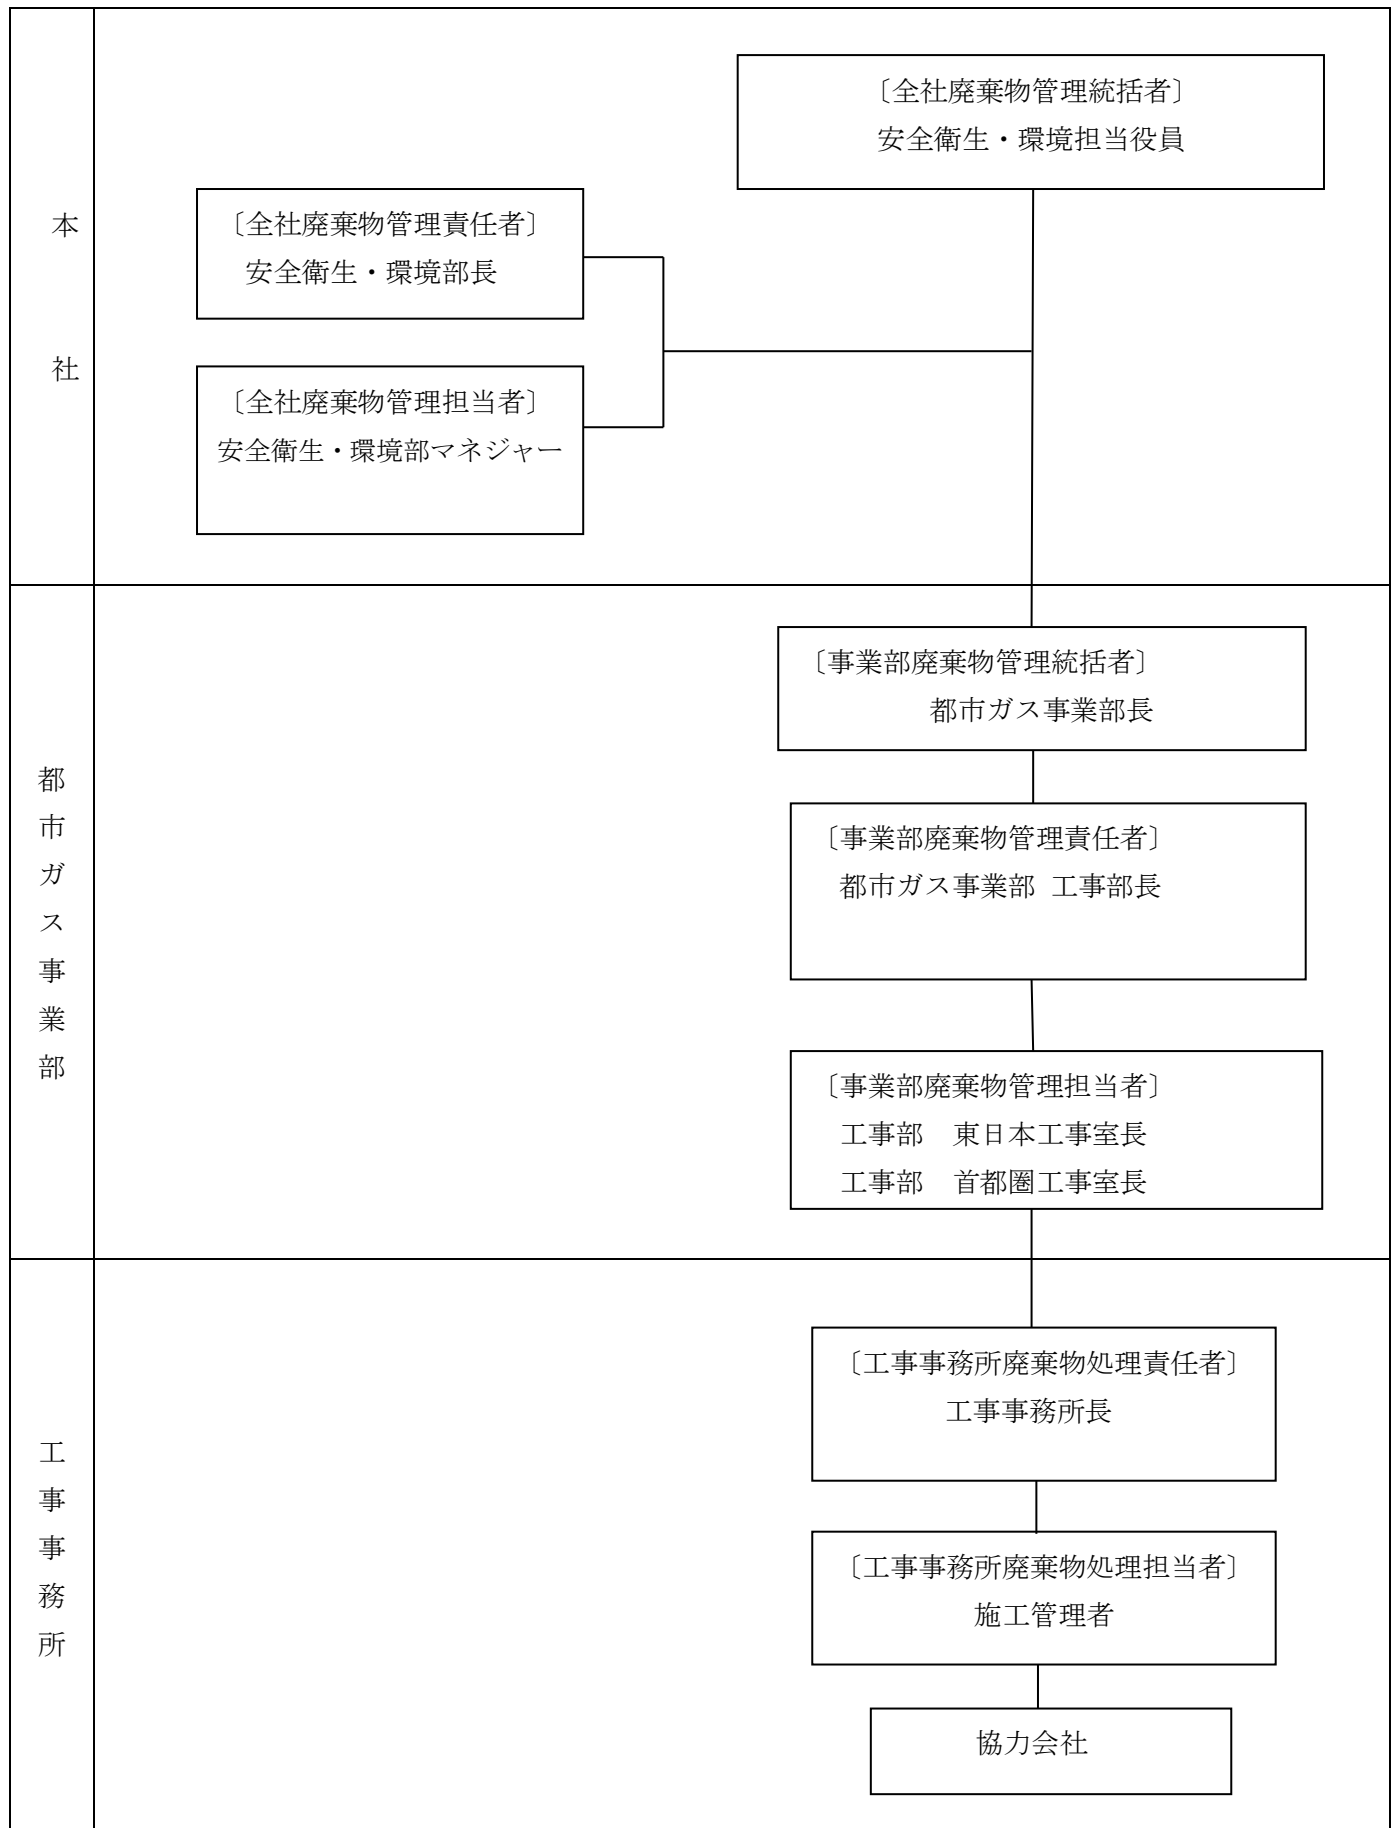 本社
〔全社廃棄物管理統括者〕
安全衛生・環境担当役員
〔全社廃棄物管理責任者〕
安全衛生・環境部長
〔全社廃棄物管理担当者〕
安全衛生・環境部マネジャー
都市ガス事業部
〔事業部廃棄物管理統括者〕
都市ガス事業部長
〔事業部廃棄物管理責任者〕
都市ガス事業部 工事部長
〔事業部廃棄物管理担当者〕
工事部　東日本工事室長
工事部　首都圏工事室長
工事事務所
〔工事事務所廃棄物処理責任者〕
工事事務所長
〔工事事務所廃棄物処理担当者〕
施工管理者
協力会社